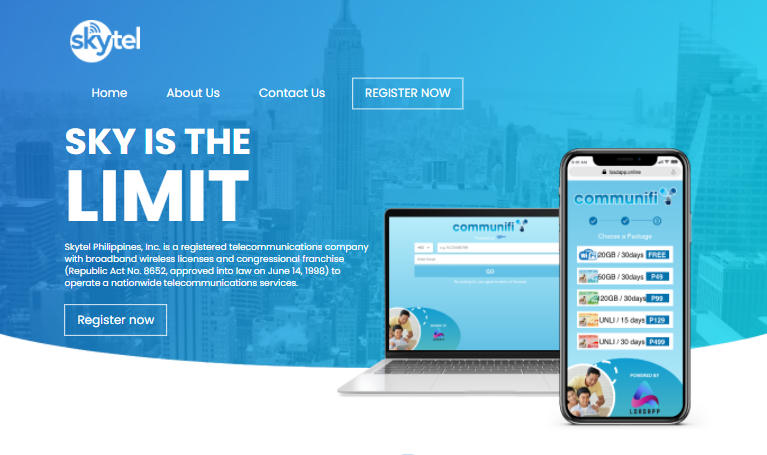 skytel
Home
About Us
Contact Us
REGISTER NOW
SKY IS THE
LIMIT
Skytel Philippines, Inc. is a registered telecommunications company
with broadband wireless licenses and congressional franchise
(Republic Act No. 8652, approved into law on June 14, 1998) to
operate a nationwide telecommunications services.
Register now
communifi
GO
loadapp.online
communifi
Choose a Package
20GB / 30days FREE
50GB / 30days P49
120GB / 30days P99
UNLI / 15 days P129
UNLI / 30 days P499
POWERED BY
LOADAPP